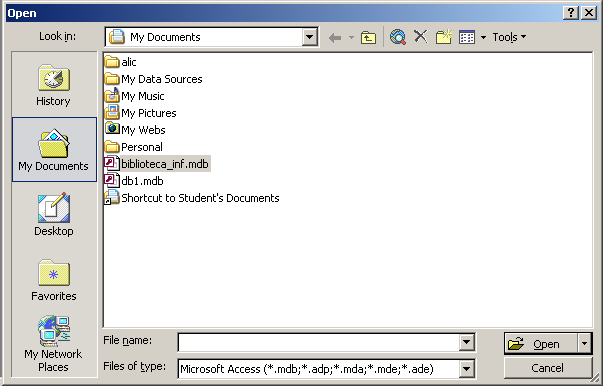 Open
Look in:
My Documents
Tools
History
My Documents
Desktop
Favorites
My Network
Places
alic
My Data Sources
My Music
My Pictures
My Webs
Personal
biblioteca_inf.mdb
db1.mdb
Shortcut to Student's Documents
File name:
Open
Files of type:
Microsoft Access (*.mdb;*.adp;*.mda;*.mde;*.ade)
Cancel